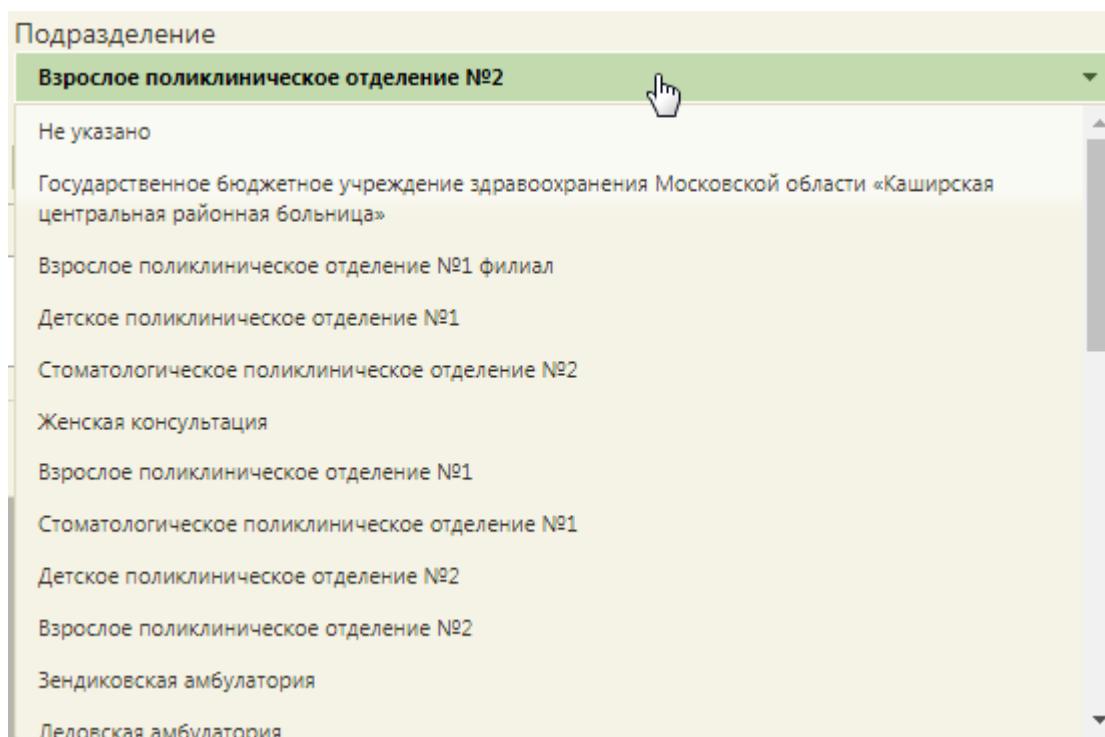 Подразделение
Взрослое поликлиническое отделение №2
Не указано
Государственное бюджетное учреждение здравоохранения Московской области «Каширская
центральная районная больница»
Взрослое поликлиническое отделение №1 филиал
Детское поликлиническое отделение №1
Стоматологическое поликлиническое отделение №2
Женская консультация
Взрослое поликлиническое отделение №1
Стоматологическое поликлиническое отделение №1
Детское поликлиническое отделение №2
Взрослое поликлиническое отделение №2
Зендиковская амбулатория
амбулатория